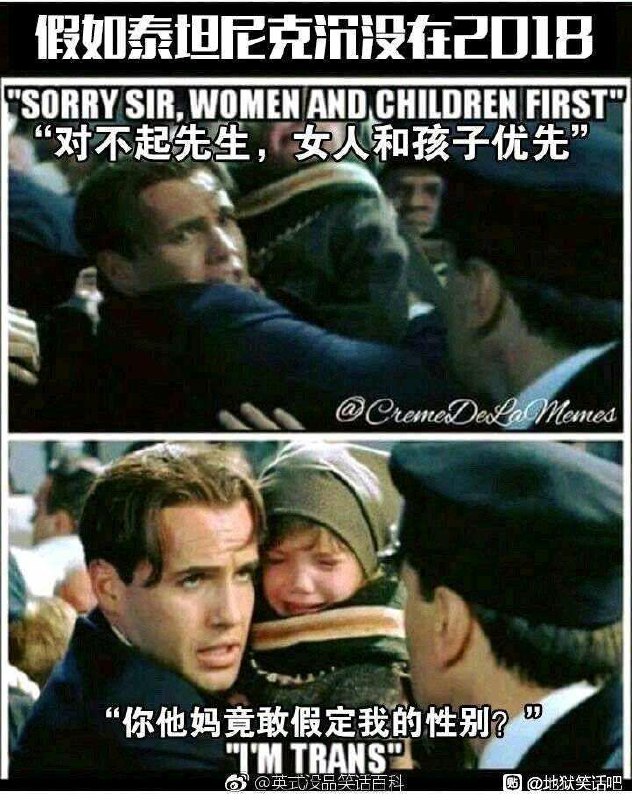 假如泰坦尼克沉没在2018
"SORRY SIR, WOMEN AND CHILDREN FIRST"
“对不起先生，女人和孩子优先”
@CremeDeLaMemes
“你他妈竟敢假定我的性别？”
"I'M TRANS"
@英式没品笑话百科
贴 @地狱笑话吧